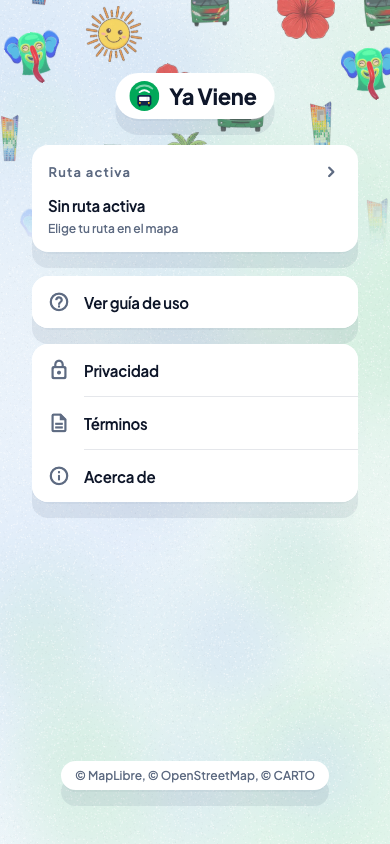 Ya Viene
Ruta activa
Sin ruta activa
Elige tu ruta en el mapa
Ver guía de uso
Privacidad
Términos
Acerca de
© MapLibre, © OpenStreetMap, © CARTO